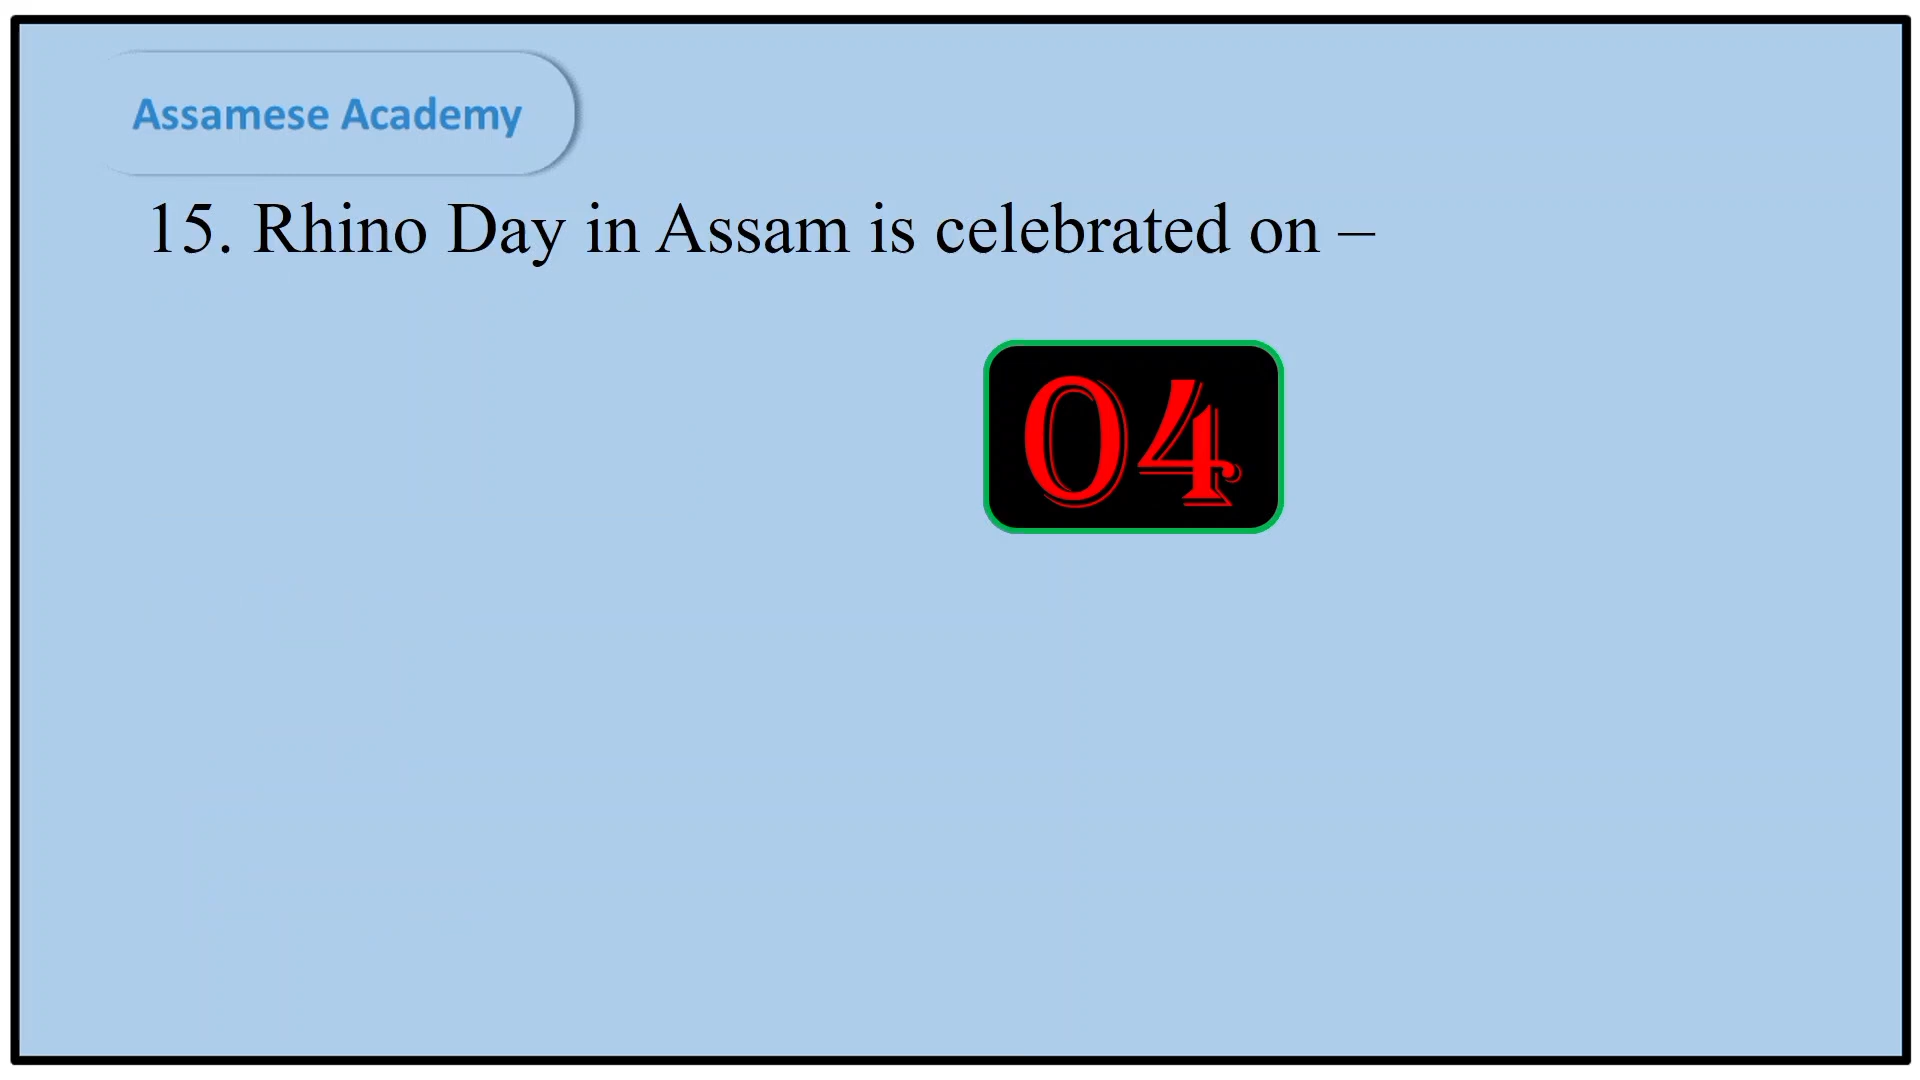 Assamese Academy
15. Rhino Day in Assam is celebrated on –
04